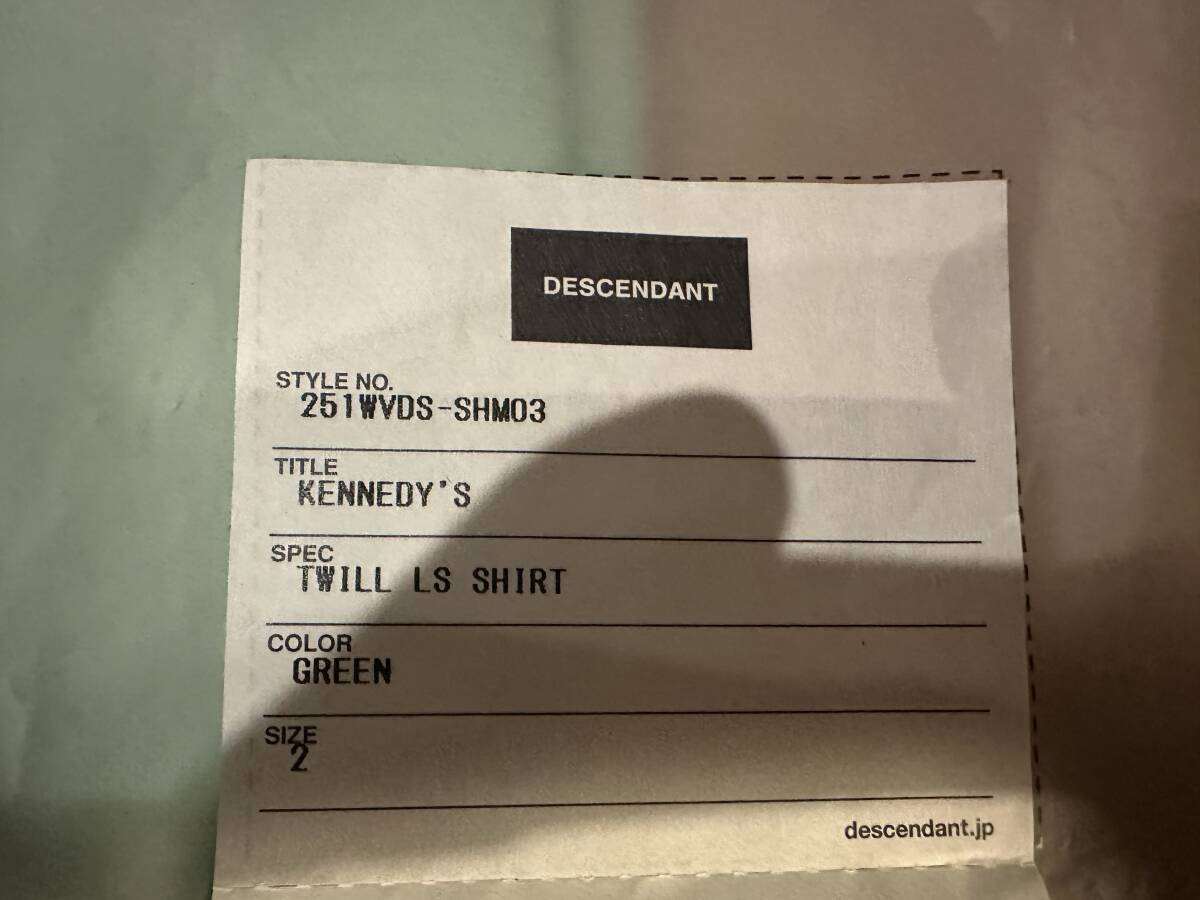 DESCENDANT
STYLE NO.
251WVDS-SHM03
TITLE
KENNEDY'S
SPEC
TWILL LS SHIRT
COLOR
GREEN
SIZE
2
descendant.jp